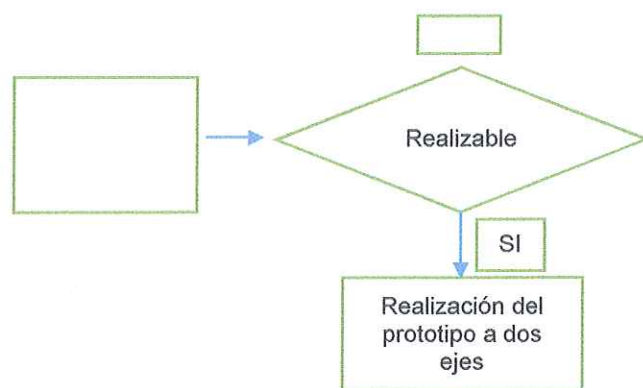 Realizable
SI
Realización del
prototipo a dos
ejes